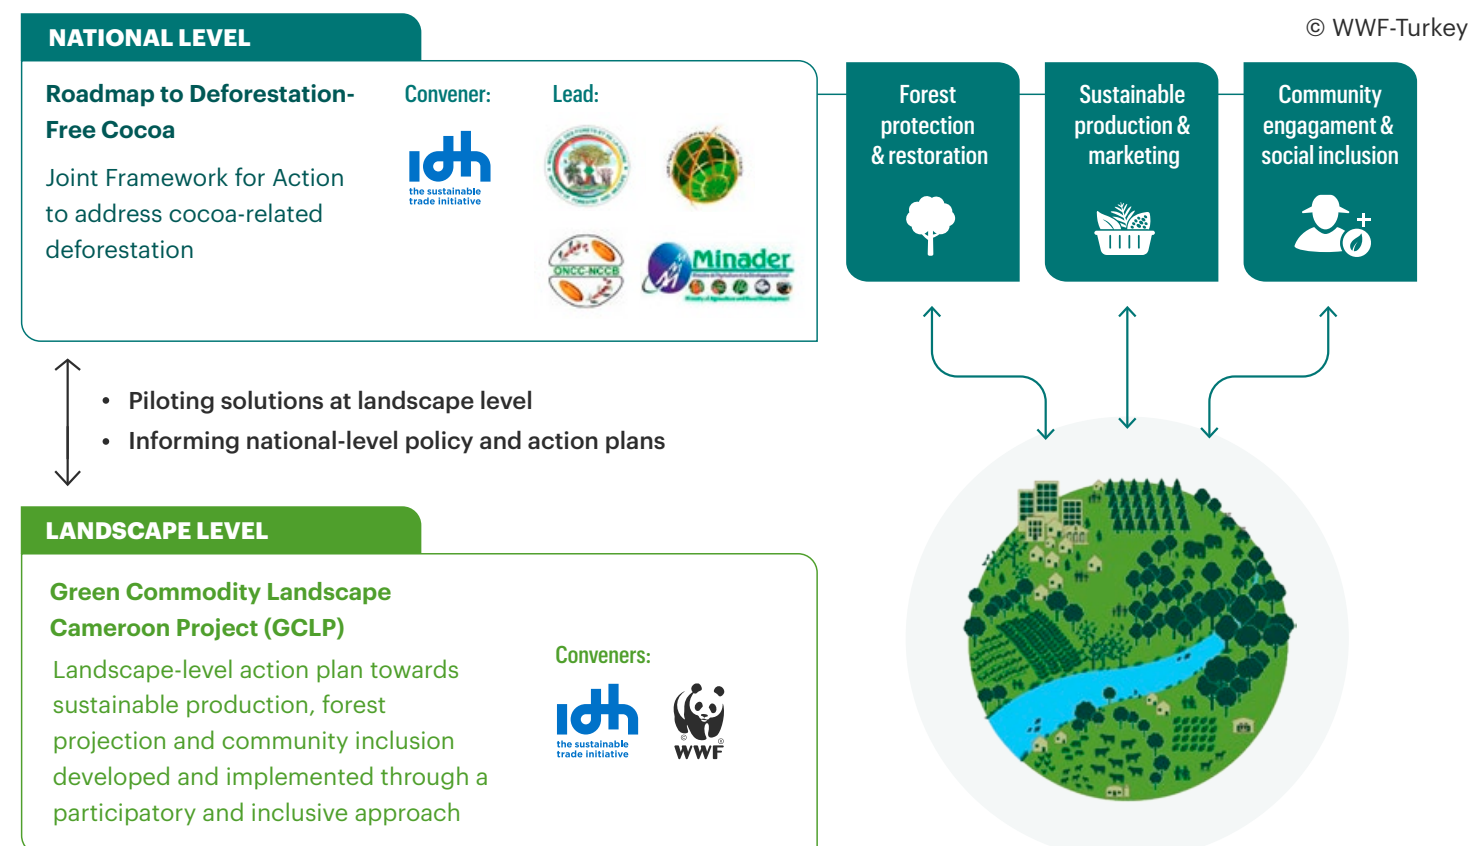 © WWF-Turkey
NATIONAL LEVEL
Roadmap to Deforestation-
Free Cocoa
Joint Framework for Action
to address cocoa-related
deforestation
Convener:
idh
the sustainable
trade initiative
Lead:
ONCC-NCCB
Minader
Forest
protection
& restoration
Sustainable
production &
marketing
Community
engagament &
social inclusion
• Piloting solutions at landscape level
• Informing national-level policy and action plans
LANDSCAPE LEVEL
Green Commodity Landscape
Cameroon Project (GCLP)
Landscape-level action plan towards
sustainable production, forest
projection and community inclusion
developed and implemented through a
participatory and inclusive approach
Conveners:
idh
the sustainable
trade initiative
©
WWF
®